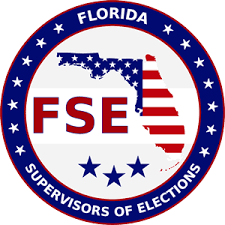 FLORIDA
FSE
SUPERVISORS OF ELECTIONS